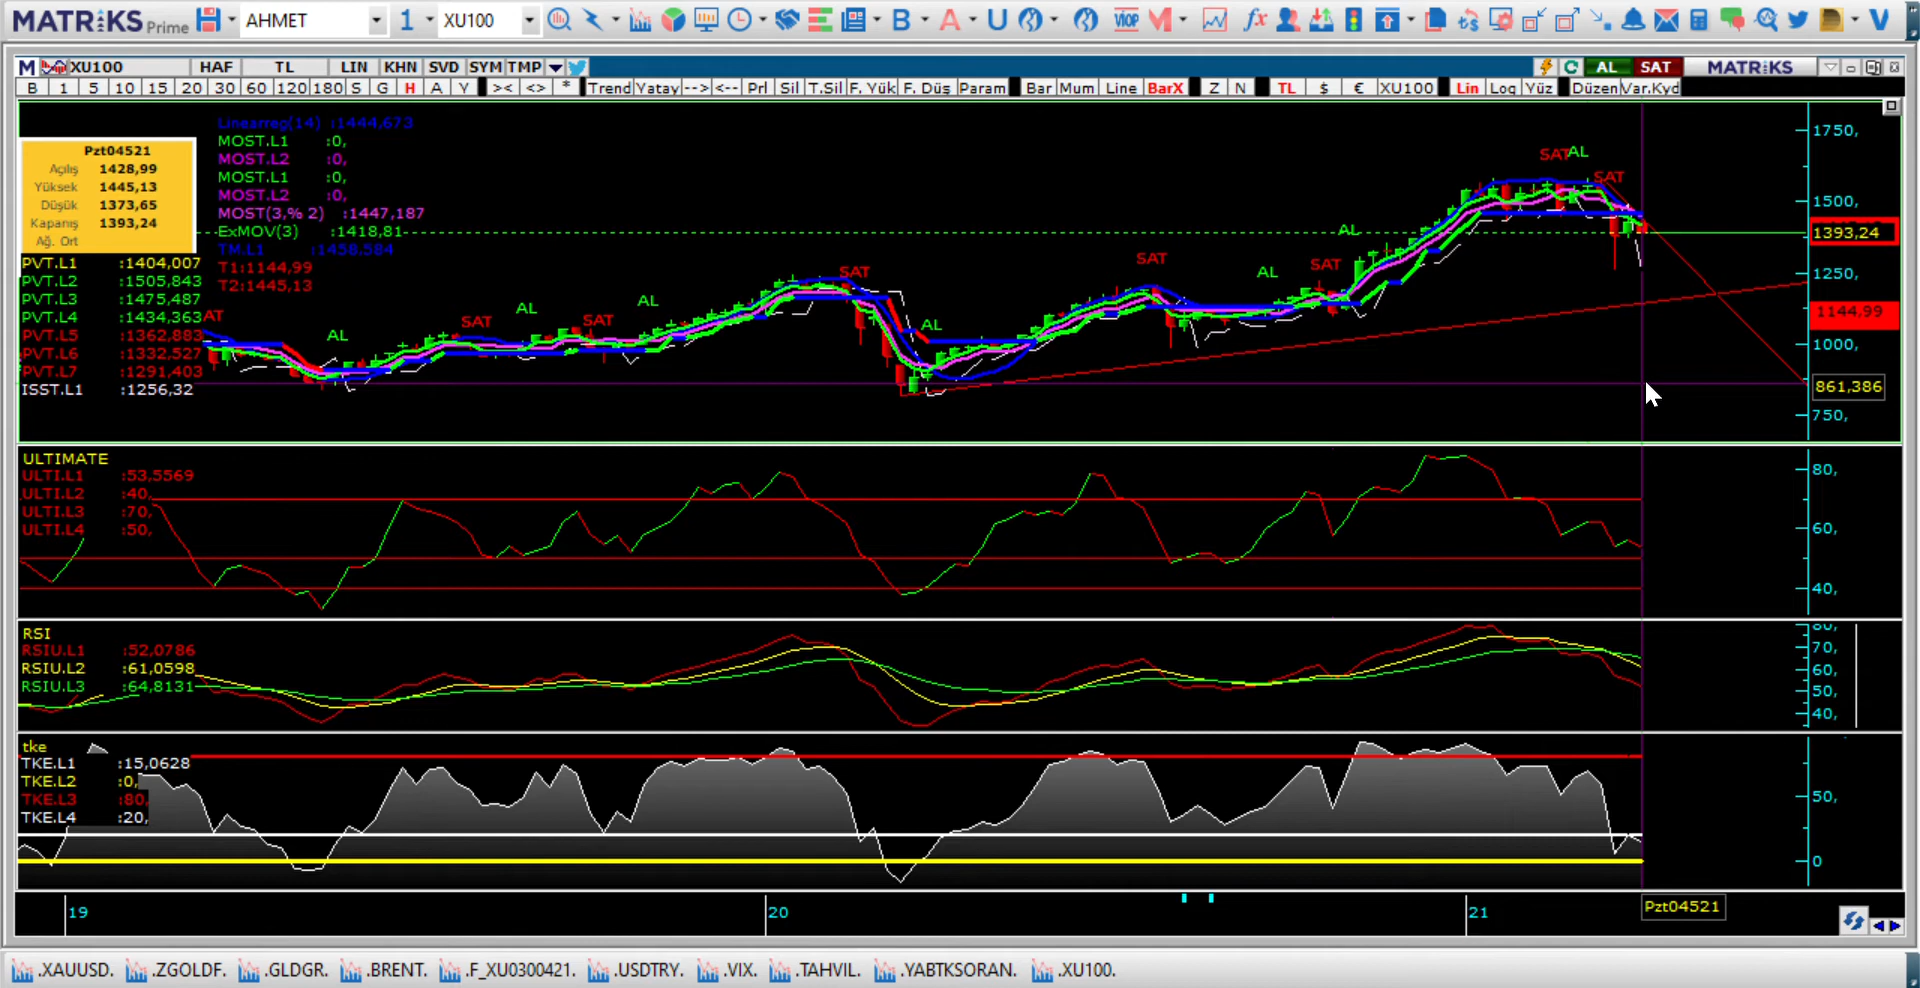 MATRIKS Prime AHMET 1 XU100 B A U VIOP M fx V
M XU100 HAF TL LIN KHN SVD SYM TMP AL SAT MATRIKS
B 1 5 10 15 20 30 60 120 180 S G H A Y >< <> * Trend Yatay --> <-- Prl Sil T.Sil F. Yük F. Düş Param Bar Mum Line BarX Z N TL $ € XU100 Lin Log Yüz Düzen Var.Kyd
Pzt04521
Açılış 1428,99
Yüksek 1445,13
Düşük 1373,65
Kapanış 1393,24
Ağ. Ort
PVT.L1 :1404,007
PVT.L2 :1505,843
PVT.L3 :1475,487
PVT.L4 :1434,363
PVT.L5 :1362,883
PVT.L6 :1332,527
PVT.L7 :1291,403
ISST.L1 :1256,32
Linearreg(14) :1444,673
MOST.L1 :0,
MOST.L2 :0,
MOST.L1 :0,
MOST.L2 :0,
MOST(3,% 2) :1447,187
ExMOV(3) :1418,81
TM.L1 :1458,584
T1:1144,99
T2:1445,13
AT
AL
SAT
AL
SAT
AL
SAT
AL
SAT
AL
SAT
AL
SAT
AL
SAT
1750,
1500,
1393,24
1250,
1144,99
1000,
861,386
750,
ULTIMATE
ULTI.L1 :53,5569
ULTI.L2 :40,
ULTI.L3 :70,
ULTI.L4 :50,
80,
60,
40,
RSI
RSIU.L1 :52,0786
RSIU.L2 :61,0598
RSIU.L3 :64,8131
80,
70,
60,
50,
40,
tke
TKE.L1 :15,0628
TKE.L2 :0,
TKE.L3 :80,
TKE.L4 :20,
50,
0
19 20 21 Pzt04521
.XAUUSD. .ZGOLDF. .GLDGR. .BRENT. .F_XU0300421. .USDTRY. .VIX. .TAHVIL. .YABTKSORAN. .XU100.